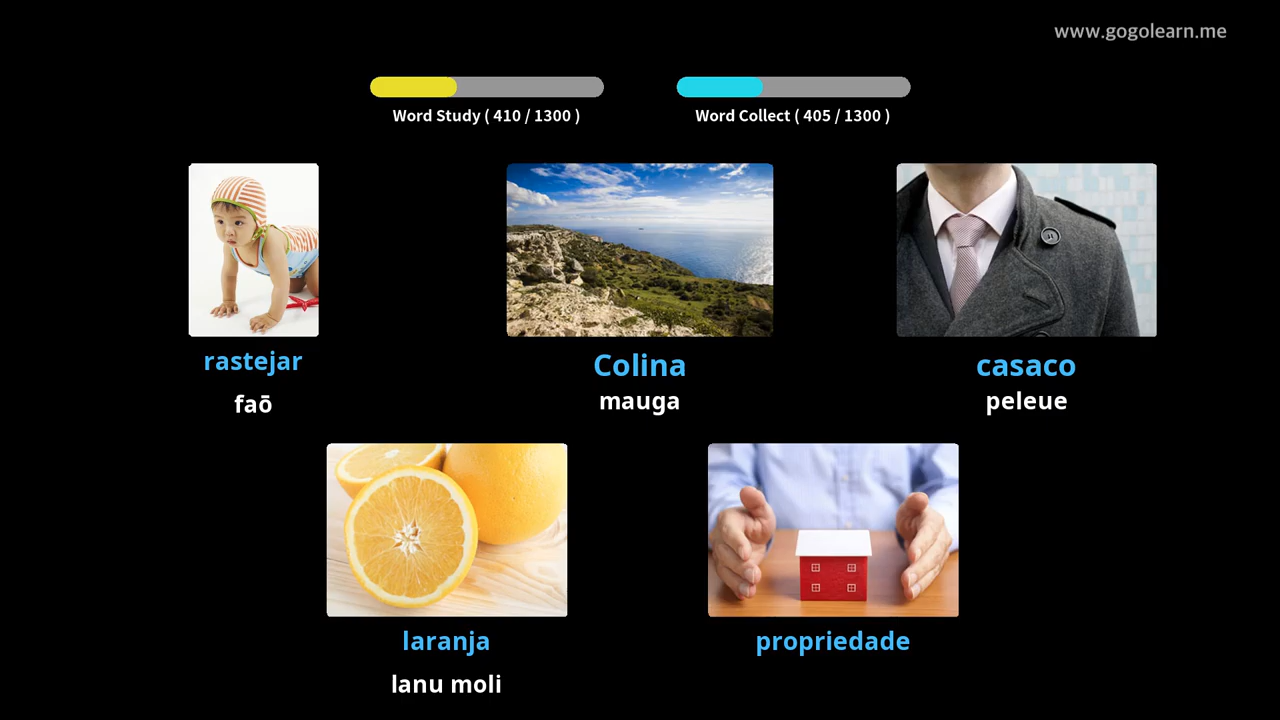 www.gogolearn.me
Word Study ( 410 / 1300 )
Word Collect ( 405 / 1300 )
rastejar
faō
Colina
mauga
casaco
peleue
laranja
lanu moli
propriedade